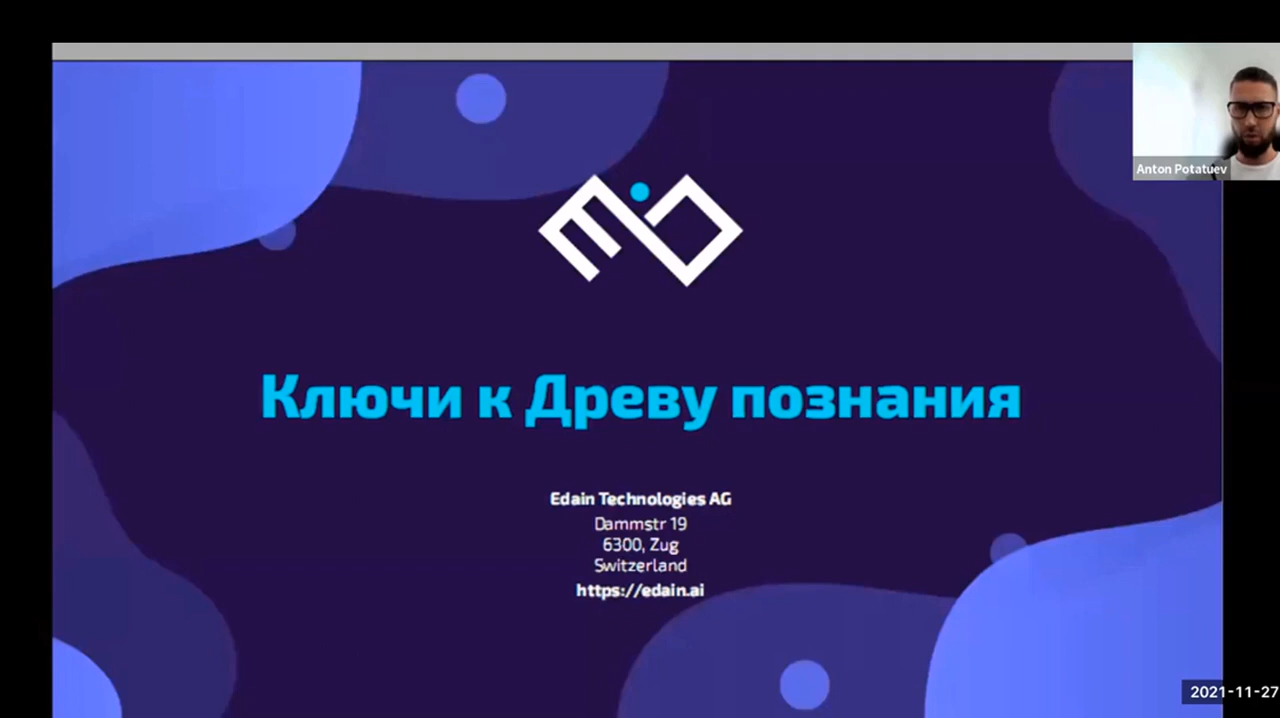 Anton Potatuev
Ключи к Древу познания
Edain Technologies AG
Dammstr 19
6300, Zug
Switzerland
https://edain.ai
2021-11-27